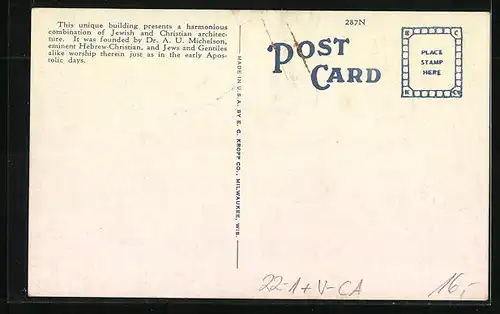 This unique building presents a harmonious
combination of Jewish and Christian architec-
ture. It was founded by Dr. A. U. Michelson,
eminent Hebrew-Christian, and Jews and Gentiles
alike worship therein just as in the early Apos-
tolic days.
287N
POST
CARD
K C
PLACE
STAMP
HERE
K Co
MADE IN U.S.A. BY E. C. KROPP CO., MILWAUKEE, WIS.
22-1+V-CA
16,-